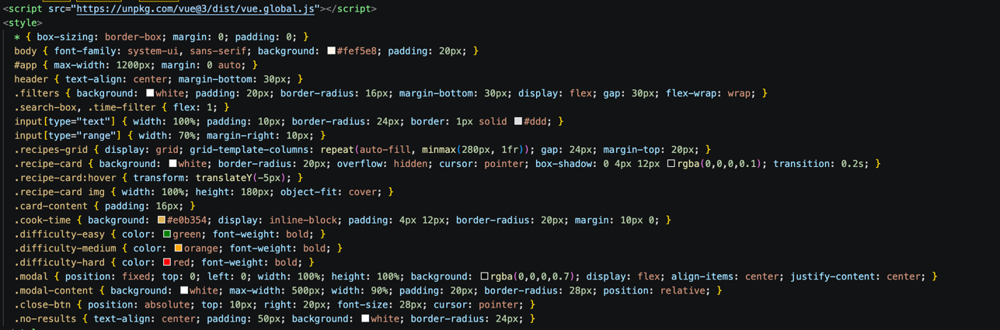 <script src="https://unpkg.com/vue@3/dist/vue.global.js"></script>
<style>
* { box-sizing: border-box; margin: 0; padding: 0; }
body { font-family: system-ui, sans-serif; background: #fef5e8; padding: 20px; }
#app { max-width: 1200px; margin: 0 auto; }
header { text-align: center; margin-bottom: 30px; }
.filters { background: white; padding: 20px; border-radius: 16px; margin-bottom: 30px; display: flex; gap: 30px; flex-wrap: wrap; }
.search-box, .time-filter { flex: 1; }
input[type="text"] { width: 100%; padding: 10px; border-radius: 24px; border: 1px solid #ddd; }
input[type="range"] { width: 70%; margin-right: 10px; }
.recipes-grid { display: grid; grid-template-columns: repeat(auto-fill, minmax(280px, 1fr)); gap: 24px; margin-top: 20px; }
.recipe-card { background: white; border-radius: 20px; overflow: hidden; cursor: pointer; box-shadow: 0 4px 12px rgba(0,0,0,0.1); transition: 0.2s; }
.recipe-card:hover { transform: translateY(-5px); }
.recipe-card img { width: 100%; height: 180px; object-fit: cover; }
.card-content { padding: 16px; }
.cook-time { background: #e0b354; display: inline-block; padding: 4px 12px; border-radius: 20px; margin: 10px 0; }
.difficulty-easy { color: green; font-weight: bold; }
.difficulty-medium { color: orange; font-weight: bold; }
.difficulty-hard { color: red; font-weight: bold; }
.modal { position: fixed; top: 0; left: 0; width: 100%; height: 100%; background: rgba(0,0,0,0.7); display: flex; align-items: center; justify-content: center; }
.modal-content { background: white; max-width: 500px; width: 90%; padding: 20px; border-radius: 28px; position: relative; }
.close-btn { position: absolute; top: 10px; right: 20px; font-size: 28px; cursor: pointer; }
.no-results { text-align: center; padding: 50px; background: white; border-radius: 24px; }